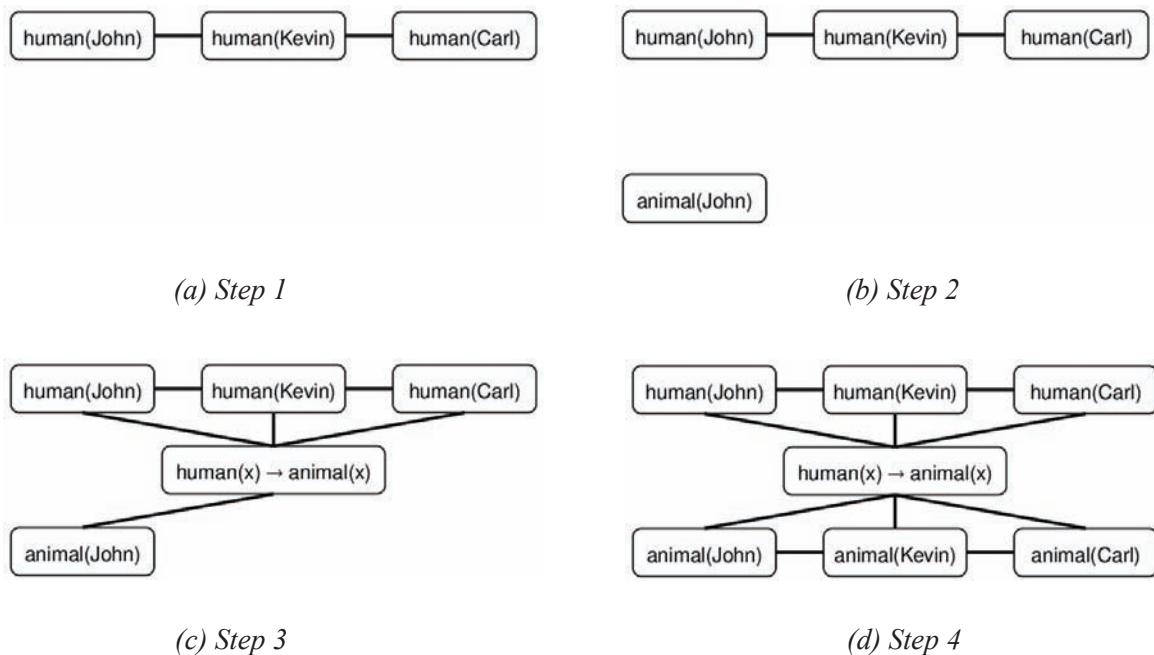 human(John) human(Kevin) human(Carl)
human(John) human(Kevin) human(Carl)
animal(John)
(a) Step 1
(b) Step 2
human(John) human(Kevin) human(Carl)
human(x) → animal(x)
animal(John)
(c) Step 3
human(John) human(Kevin) human(Carl)
human(x) → animal(x)
animal(John) animal(Kevin) animal(Carl)
(d) Step 4